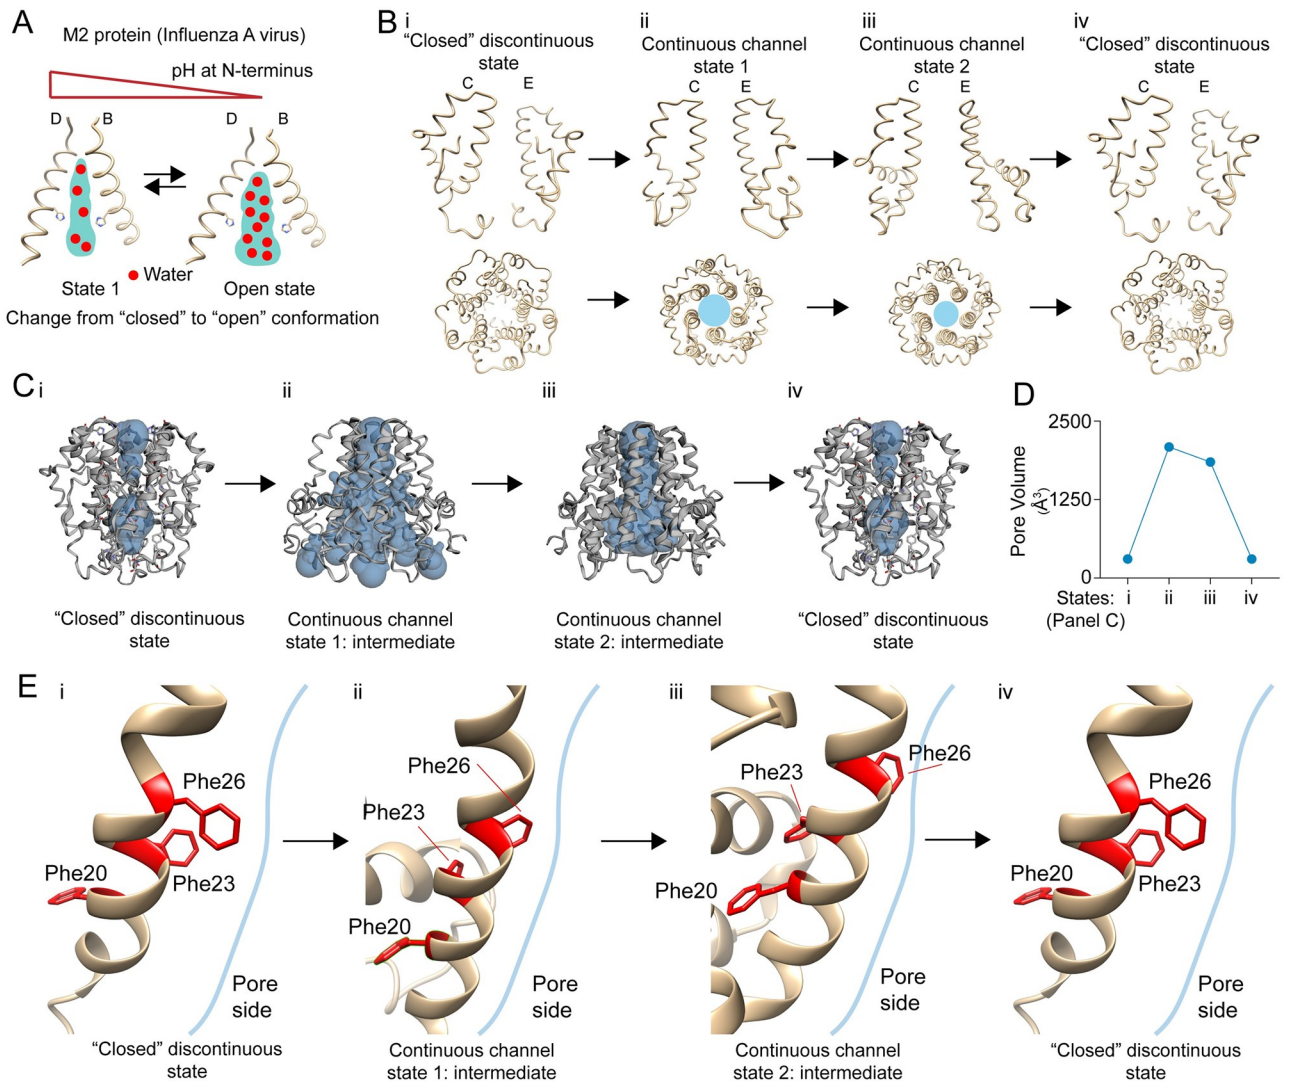 A
M2 protein (Influenza A virus)
pH at N-terminus
D B
D B
Water
State 1
Open state
Change from “closed” to “open” conformation
B
i
“Closed” discontinuous
state
ii
Continuous channel
state 1
iii
Continuous channel
state 2
iv
“Closed” discontinuous
state
C E
C E
C E
C E
C
i
ii
iii
iv
“Closed” discontinuous
state
Continuous channel
state 1: intermediate
Continuous channel
state 2: intermediate
“Closed” discontinuous
state
D
2500
1250
0
Pore Volume
(Å³)
States: i ii iii iv
(Panel C)
E
i
Phe26
Phe20
Phe23
Pore
side
“Closed” discontinuous
state
ii
Phe26
Phe23
Phe20
Pore
side
Continuous channel
state 1: intermediate
iii
Phe26
Phe23
Phe20
Pore
side
Continuous channel
state 2: intermediate
iv
Phe26
Phe20
Phe23
Pore
side
“Closed” discontinuous
state